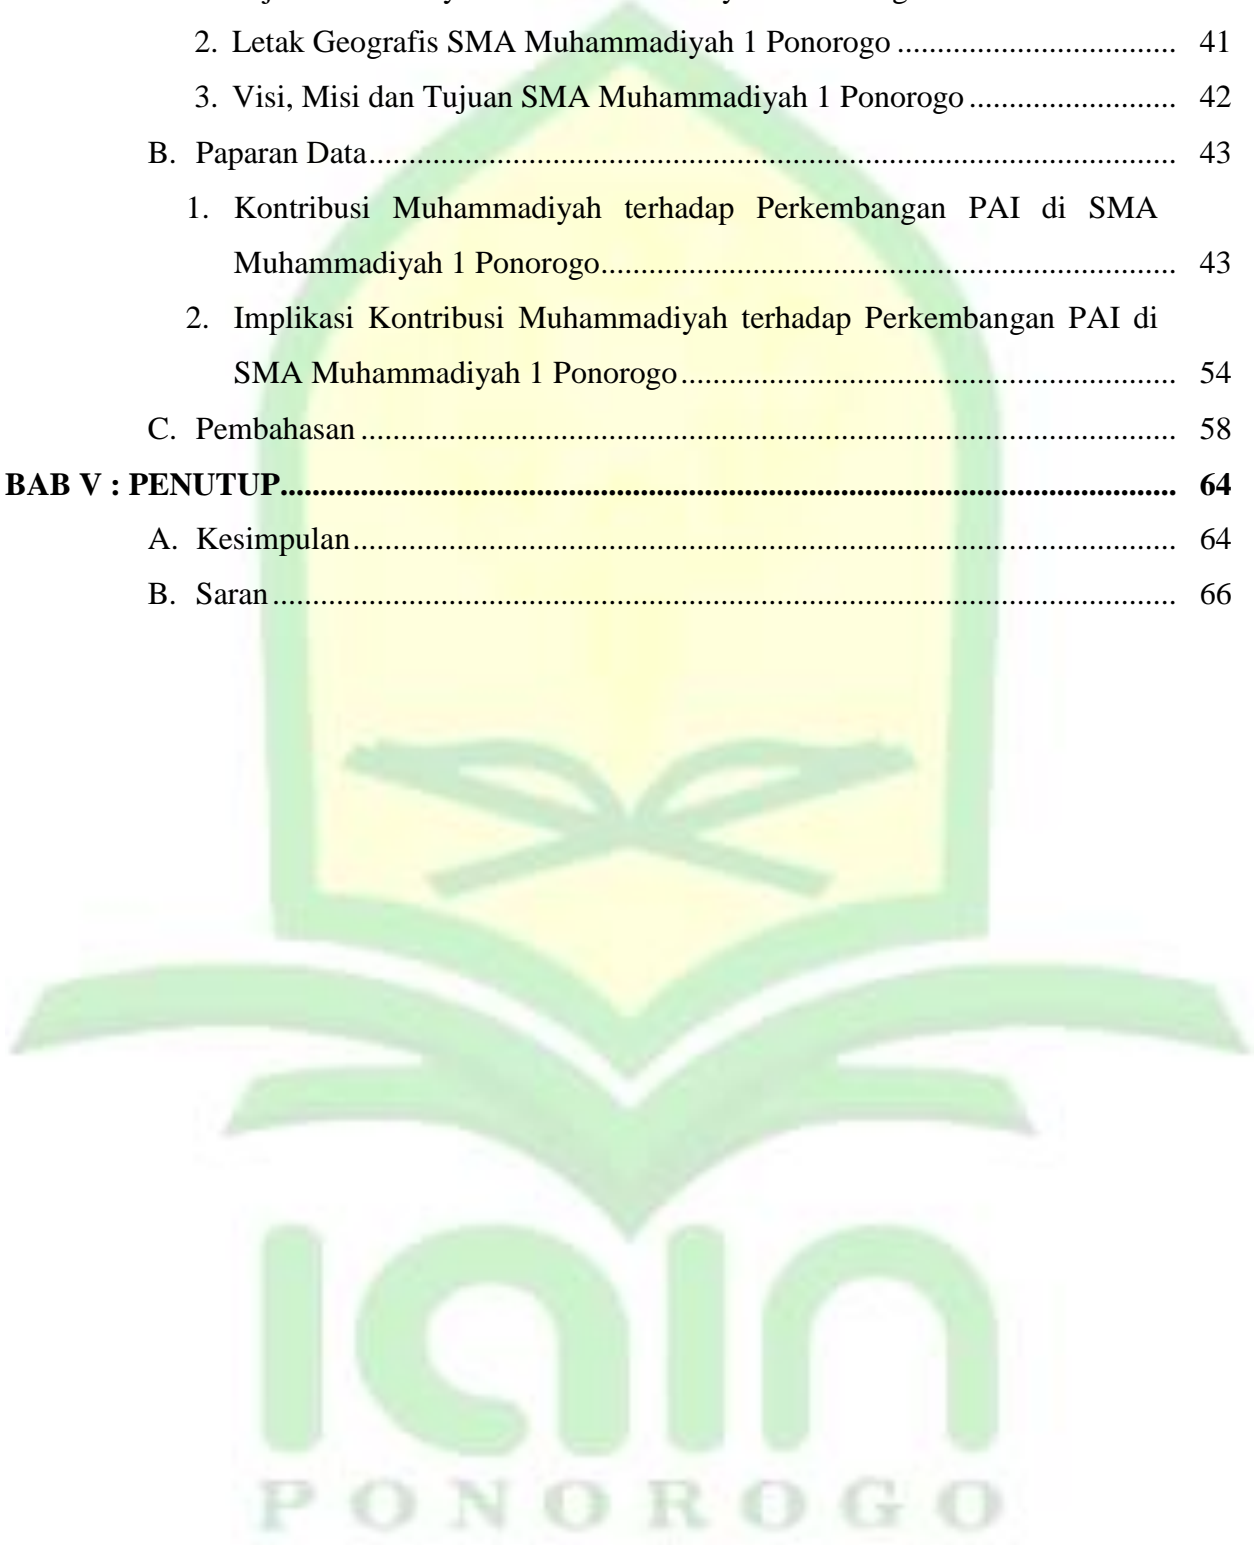 2. Letak Geografis SMA Muhammadiyah 1 Ponorogo ................................. 41
3. Visi, Misi dan Tujuan SMA Muhammadiyah 1 Ponorogo ......................... 42
B. Paparan Data.................................................................................................. 43
1. Kontribusi Muhammadiyah terhadap Perkembangan PAI di SMA
Muhammadiyah 1 Ponorogo...................................................................... 43
2. Implikasi Kontribusi Muhammadiyah terhadap Perkembangan PAI di
SMA Muhammadiyah 1 Ponorogo............................................................ 54
C. Pembahasan ................................................................................................... 58
BAB V : PENUTUP............................................................................................................. 64
A. Kesimpulan.................................................................................................... 64
B. Saran .............................................................................................................. 66
iain
PONOROGO